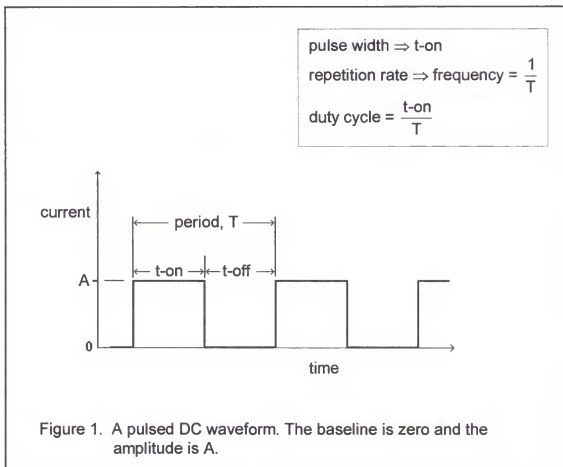 pulse width ⇒ t-on
repetition rate ⇒ frequency = 1/T
duty cycle = t-on/T
current
period, T
t-on
t-off
A
0
time
Figure 1. A pulsed DC waveform. The baseline is zero and the
amplitude is A.